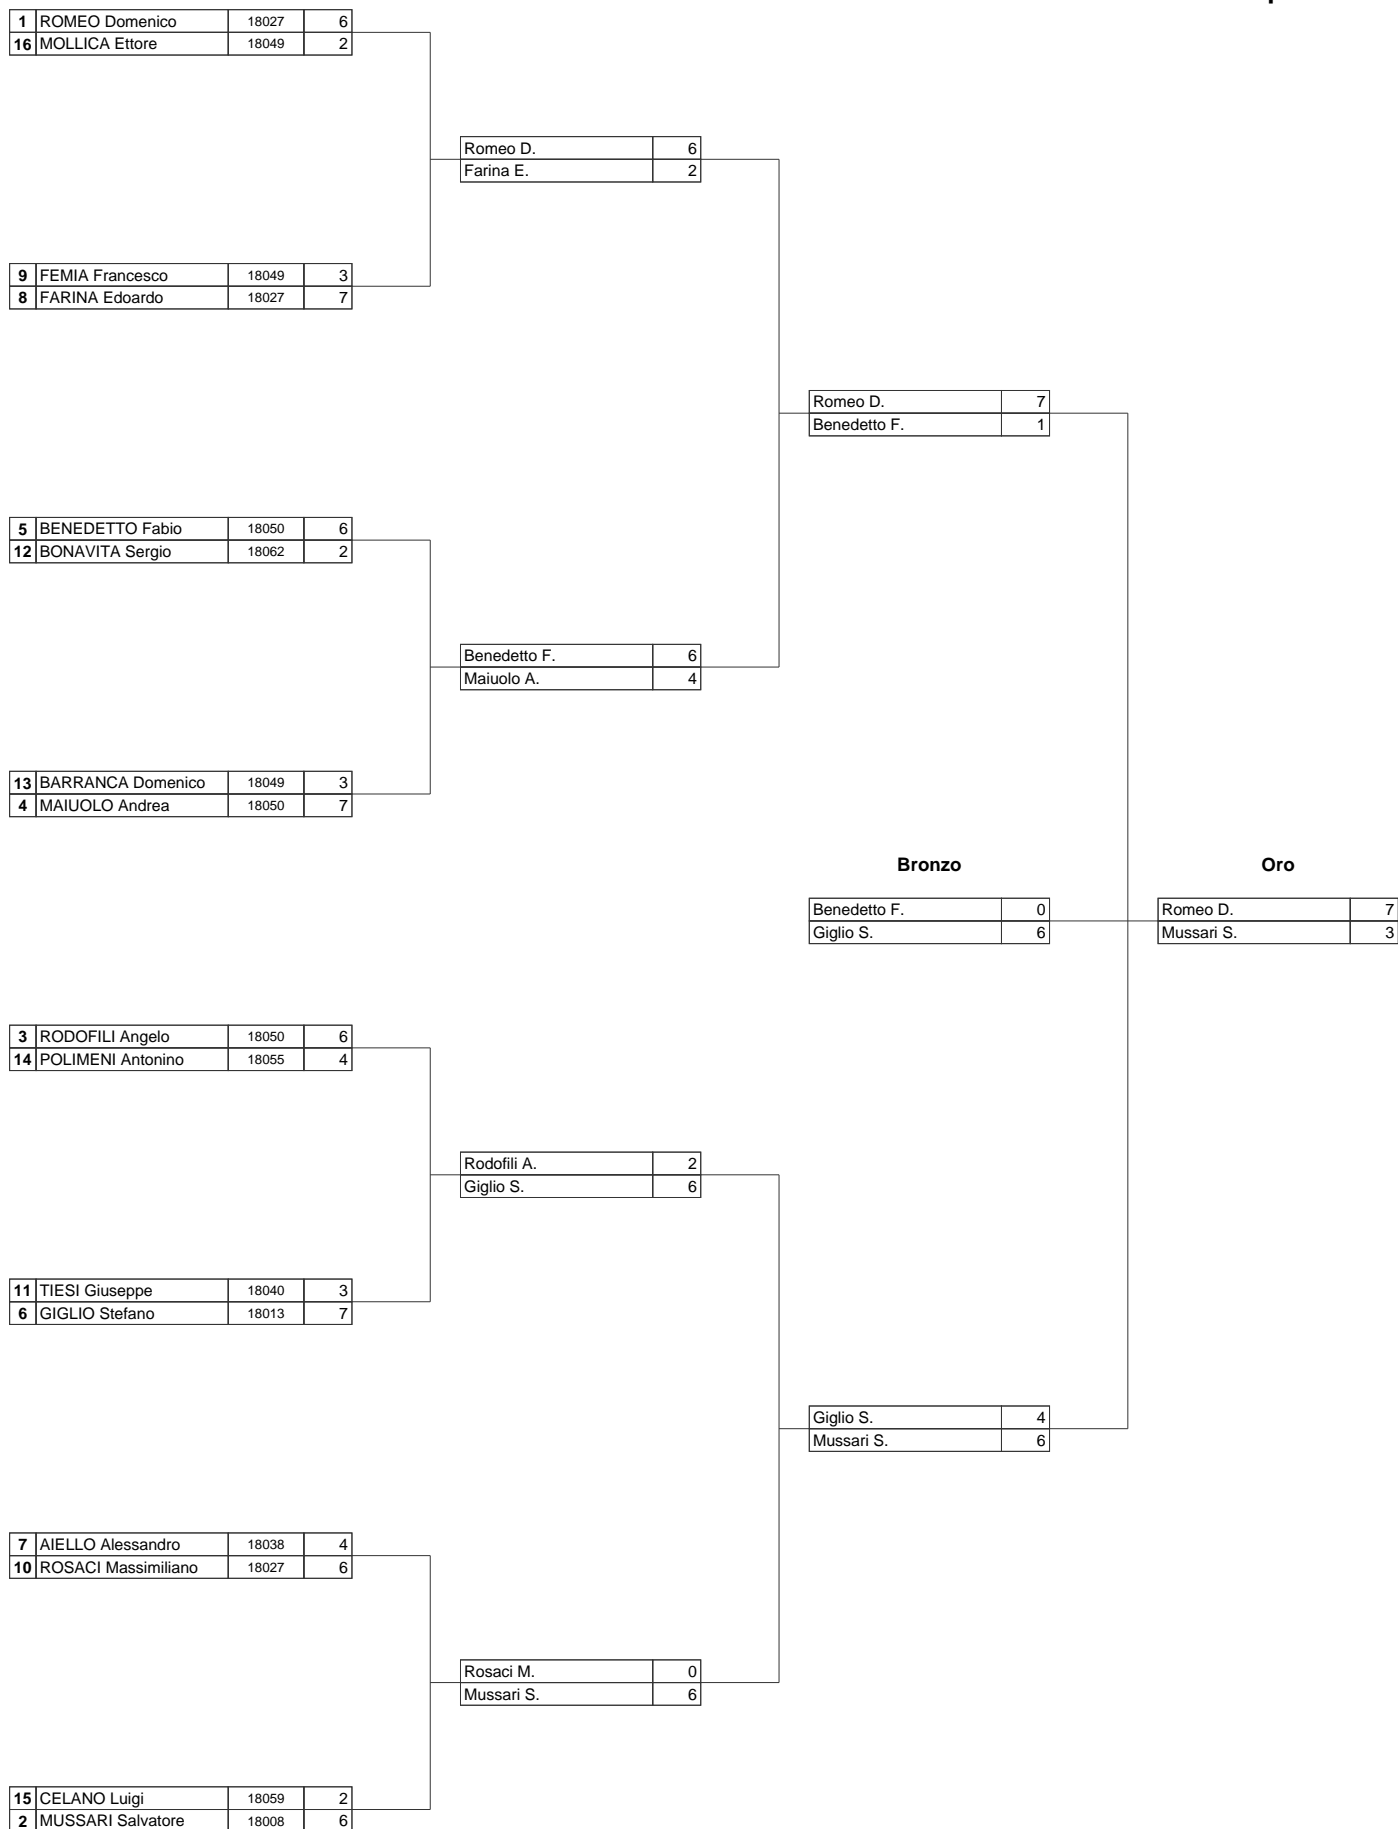 1 ROMEO Domenico 18027 6
16 MOLLICA Ettore 18049 2
Romeo D. 6
Farina E. 2
9 FEMIA Francesco 18049 3
8 FARINA Edoardo 18027 7
Romeo D. 7
Benedetto F. 1
5 BENEDETTO Fabio 18050 6
12 BONAVITA Sergio 18062 2
Benedetto F. 6
Maiuolo A. 4
13 BARRANCA Domenico 18049 3
4 MAIUOLO Andrea 18050 7
Bronzo Oro
Benedetto F. 0 Romeo D. 7
Giglio S. 6 Mussari S. 3
3 RODOFILI Angelo 18050 6
14 POLIMENI Antonino 18055 4
Rodofili A. 2
Giglio S. 6
11 TIESI Giuseppe 18040 3
6 GIGLIO Stefano 18013 7
Giglio S. 4
Mussari S. 6
7 AIELLO Alessandro 18038 4
10 ROSACI Massimiliano 18027 6
Rosaci M. 0
Mussari S. 6
15 CELANO Luigi 18059 2
2 MUSSARI Salvatore 18008 6